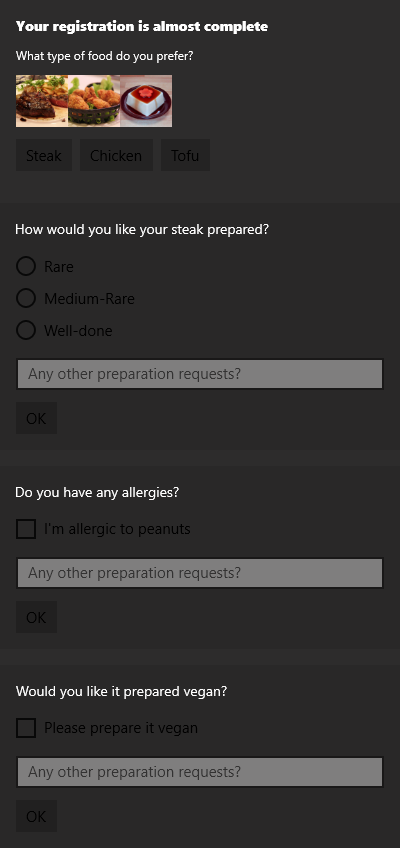 Your registration is almost complete
What type of food do you prefer?
Steak Chicken Tofu
How would you like your steak prepared?
Rare
Medium-Rare
Well-done
Any other preparation requests?
OK
Do you have any allergies?
I'm allergic to peanuts
Any other preparation requests?
OK
Would you like it prepared vegan?
Please prepare it vegan
Any other preparation requests?
OK